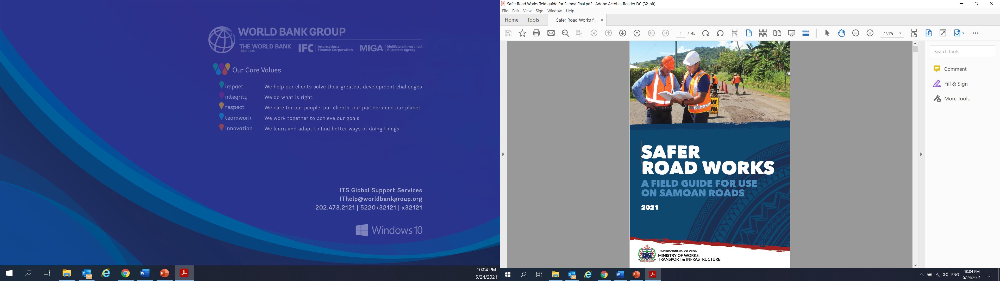 WORLD BANK GROUP
THE WORLD BANK
IBRD • IDA
IFC
International
Finance Corporation
MIGA
Multilateral Investment
Guarantee Agency
Our Core Values
impact We help our clients solve their greatest development challenges
integrity We do what is right
respect We care for our people, our clients, our partners and our planet
teamwork We work together to achieve our goals
innovation We learn and adapt to find better ways of doing things
ITS Global Support Services
IThelp@worldbankgroup.org
202.473.2121 | 5220+32121 | x32121
Windows 10
10:04 PM
5/24/2021
Safer Road Works field guide for Samoa final.pdf - Adobe Acrobat Reader DC (32-bit)
File Edit View Sign Window Help
Home Tools Safer Road Works fi... ×
1 / 45 77.1%
Search tools
Comment
Fill & Sign
More Tools
SAFER
ROAD WORKS
A FIELD GUIDE FOR USE
ON SAMOAN ROADS
2021
THE INDEPENDENT STATE OF SAMOA
MINISTRY OF WORKS,
TRANSPORT & INFRASTRUCTURE
ENG
10:04 PM
5/24/2021